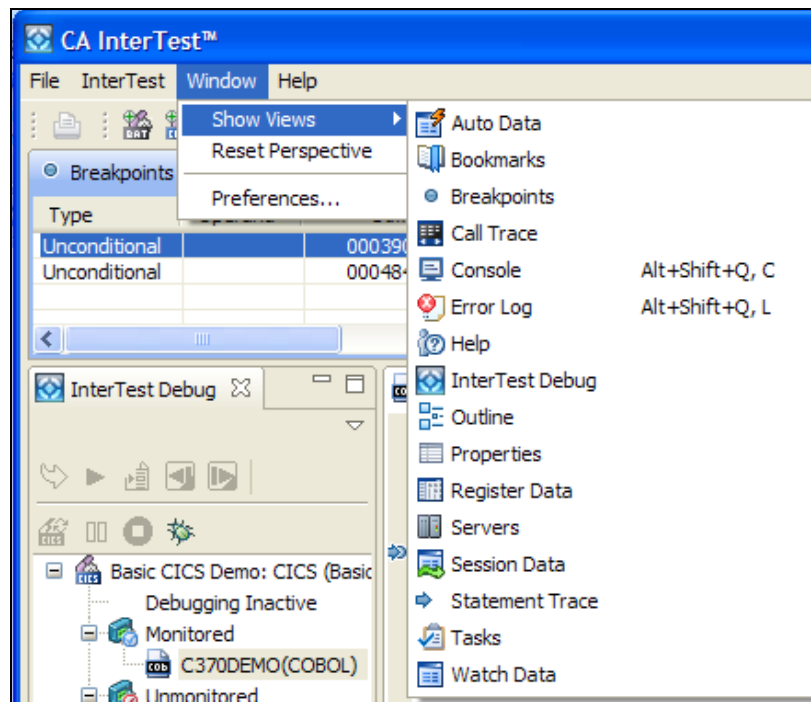 CA InterTest™
File InterTest Window Help
Show Views
Reset Perspective
Preferences...
Breakpoints
Type
Unconditional 000390
Unconditional 000484
InterTest Debug
Basic CICS Demo: CICS (Basic
Debugging Inactive
Monitored
C370DEMO(COBOL)
Unmonitored
Auto Data
Bookmarks
Breakpoints
Call Trace
Console Alt+Shift+Q, C
Error Log Alt+Shift+Q, L
Help
InterTest Debug
Outline
Properties
Register Data
Servers
Session Data
Statement Trace
Tasks
Watch Data